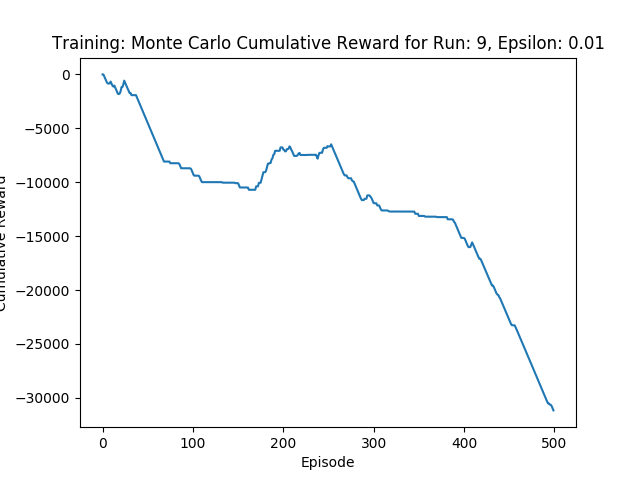 Training: Monte Carlo Cumulative Reward for Run: 9, Epsilon: 0.01
0
−5000
−10000
−15000
−20000
−25000
−30000
Cumulative Reward
0 100 200 300 400 500
Episode